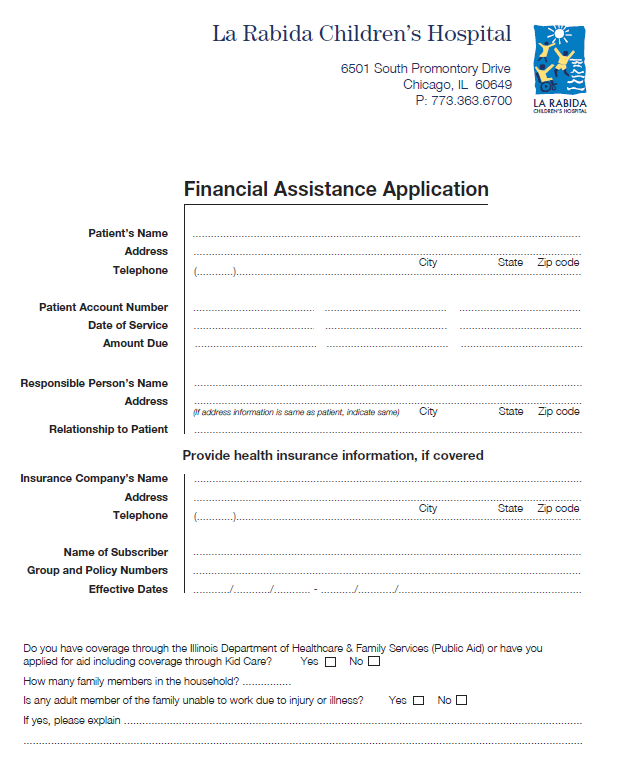 La Rabida Children's Hospital
6501 South Promontory Drive
Chicago, IL 60649
P: 773.363.6700
LA RABIDA
CHILDREN'S HOSPITAL
Financial Assistance Application
Patient's Name
Address
City State Zip code
Telephone (............)
Patient Account Number
Date of Service
Amount Due
Responsible Person's Name
Address
(If address information is same as patient, indicate same) City State Zip code
Relationship to Patient
Provide health insurance information, if covered
Insurance Company's Name
Address
City State Zip code
Telephone (............)
Name of Subscriber
Group and Policy Numbers
Effective Dates ............/............/............ - .........../............/............
Do you have coverage through the Illinois Department of Healthcare & Family Services (Public Aid) or have you
applied for aid including coverage through Kid Care? Yes ☐ No ☐
How many family members in the household? ................
Is any adult member of the family unable to work due to injury or illness? Yes ☐ No ☐
If yes, please explain